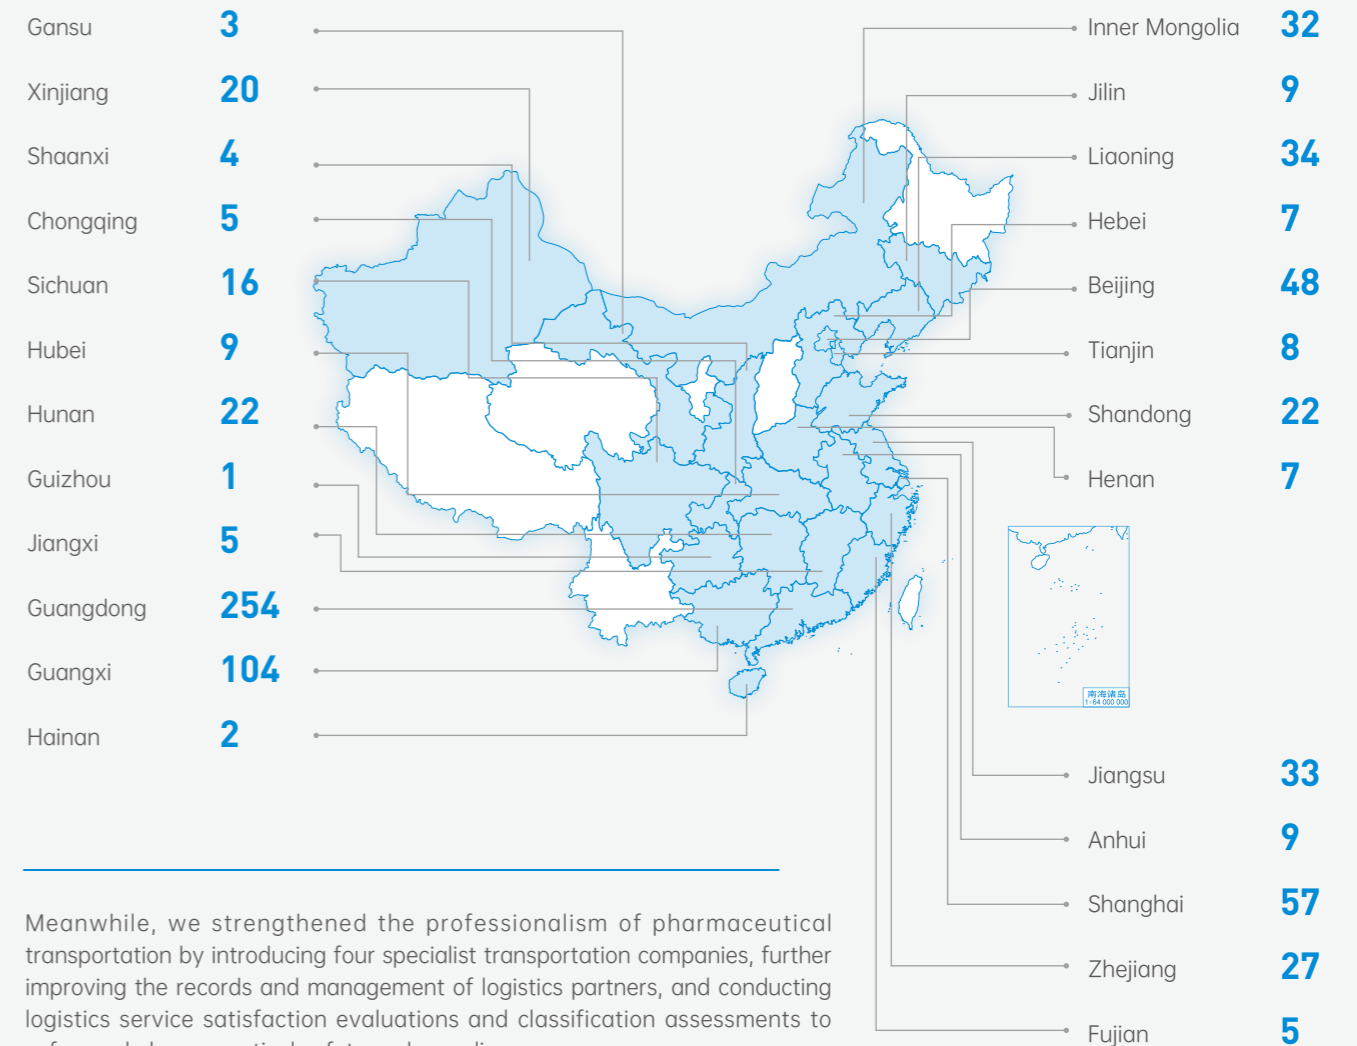 Gansu 3
Xinjiang 20
Shaanxi 4
Chongqing 5
Sichuan 16
Hubei 9
Hunan 22
Guizhou 1
Jiangxi 5
Guangdong 254
Guangxi 104
Hainan 2
Inner Mongolia 32
Jilin 9
Liaoning 34
Hebei 7
Beijing 48
Tianjin 8
Shandong 22
Henan 7
南海诸岛
1:64 000 000
Jiangsu 33
Anhui 9
Shanghai 57
Zhejiang 27
Fujian 5
Meanwhile, we strengthened the professionalism of pharmaceutical
transportation by introducing four specialist transportation companies, further
improving the records and management of logistics partners, and conducting
logistics service satisfaction evaluations and classification assessments to